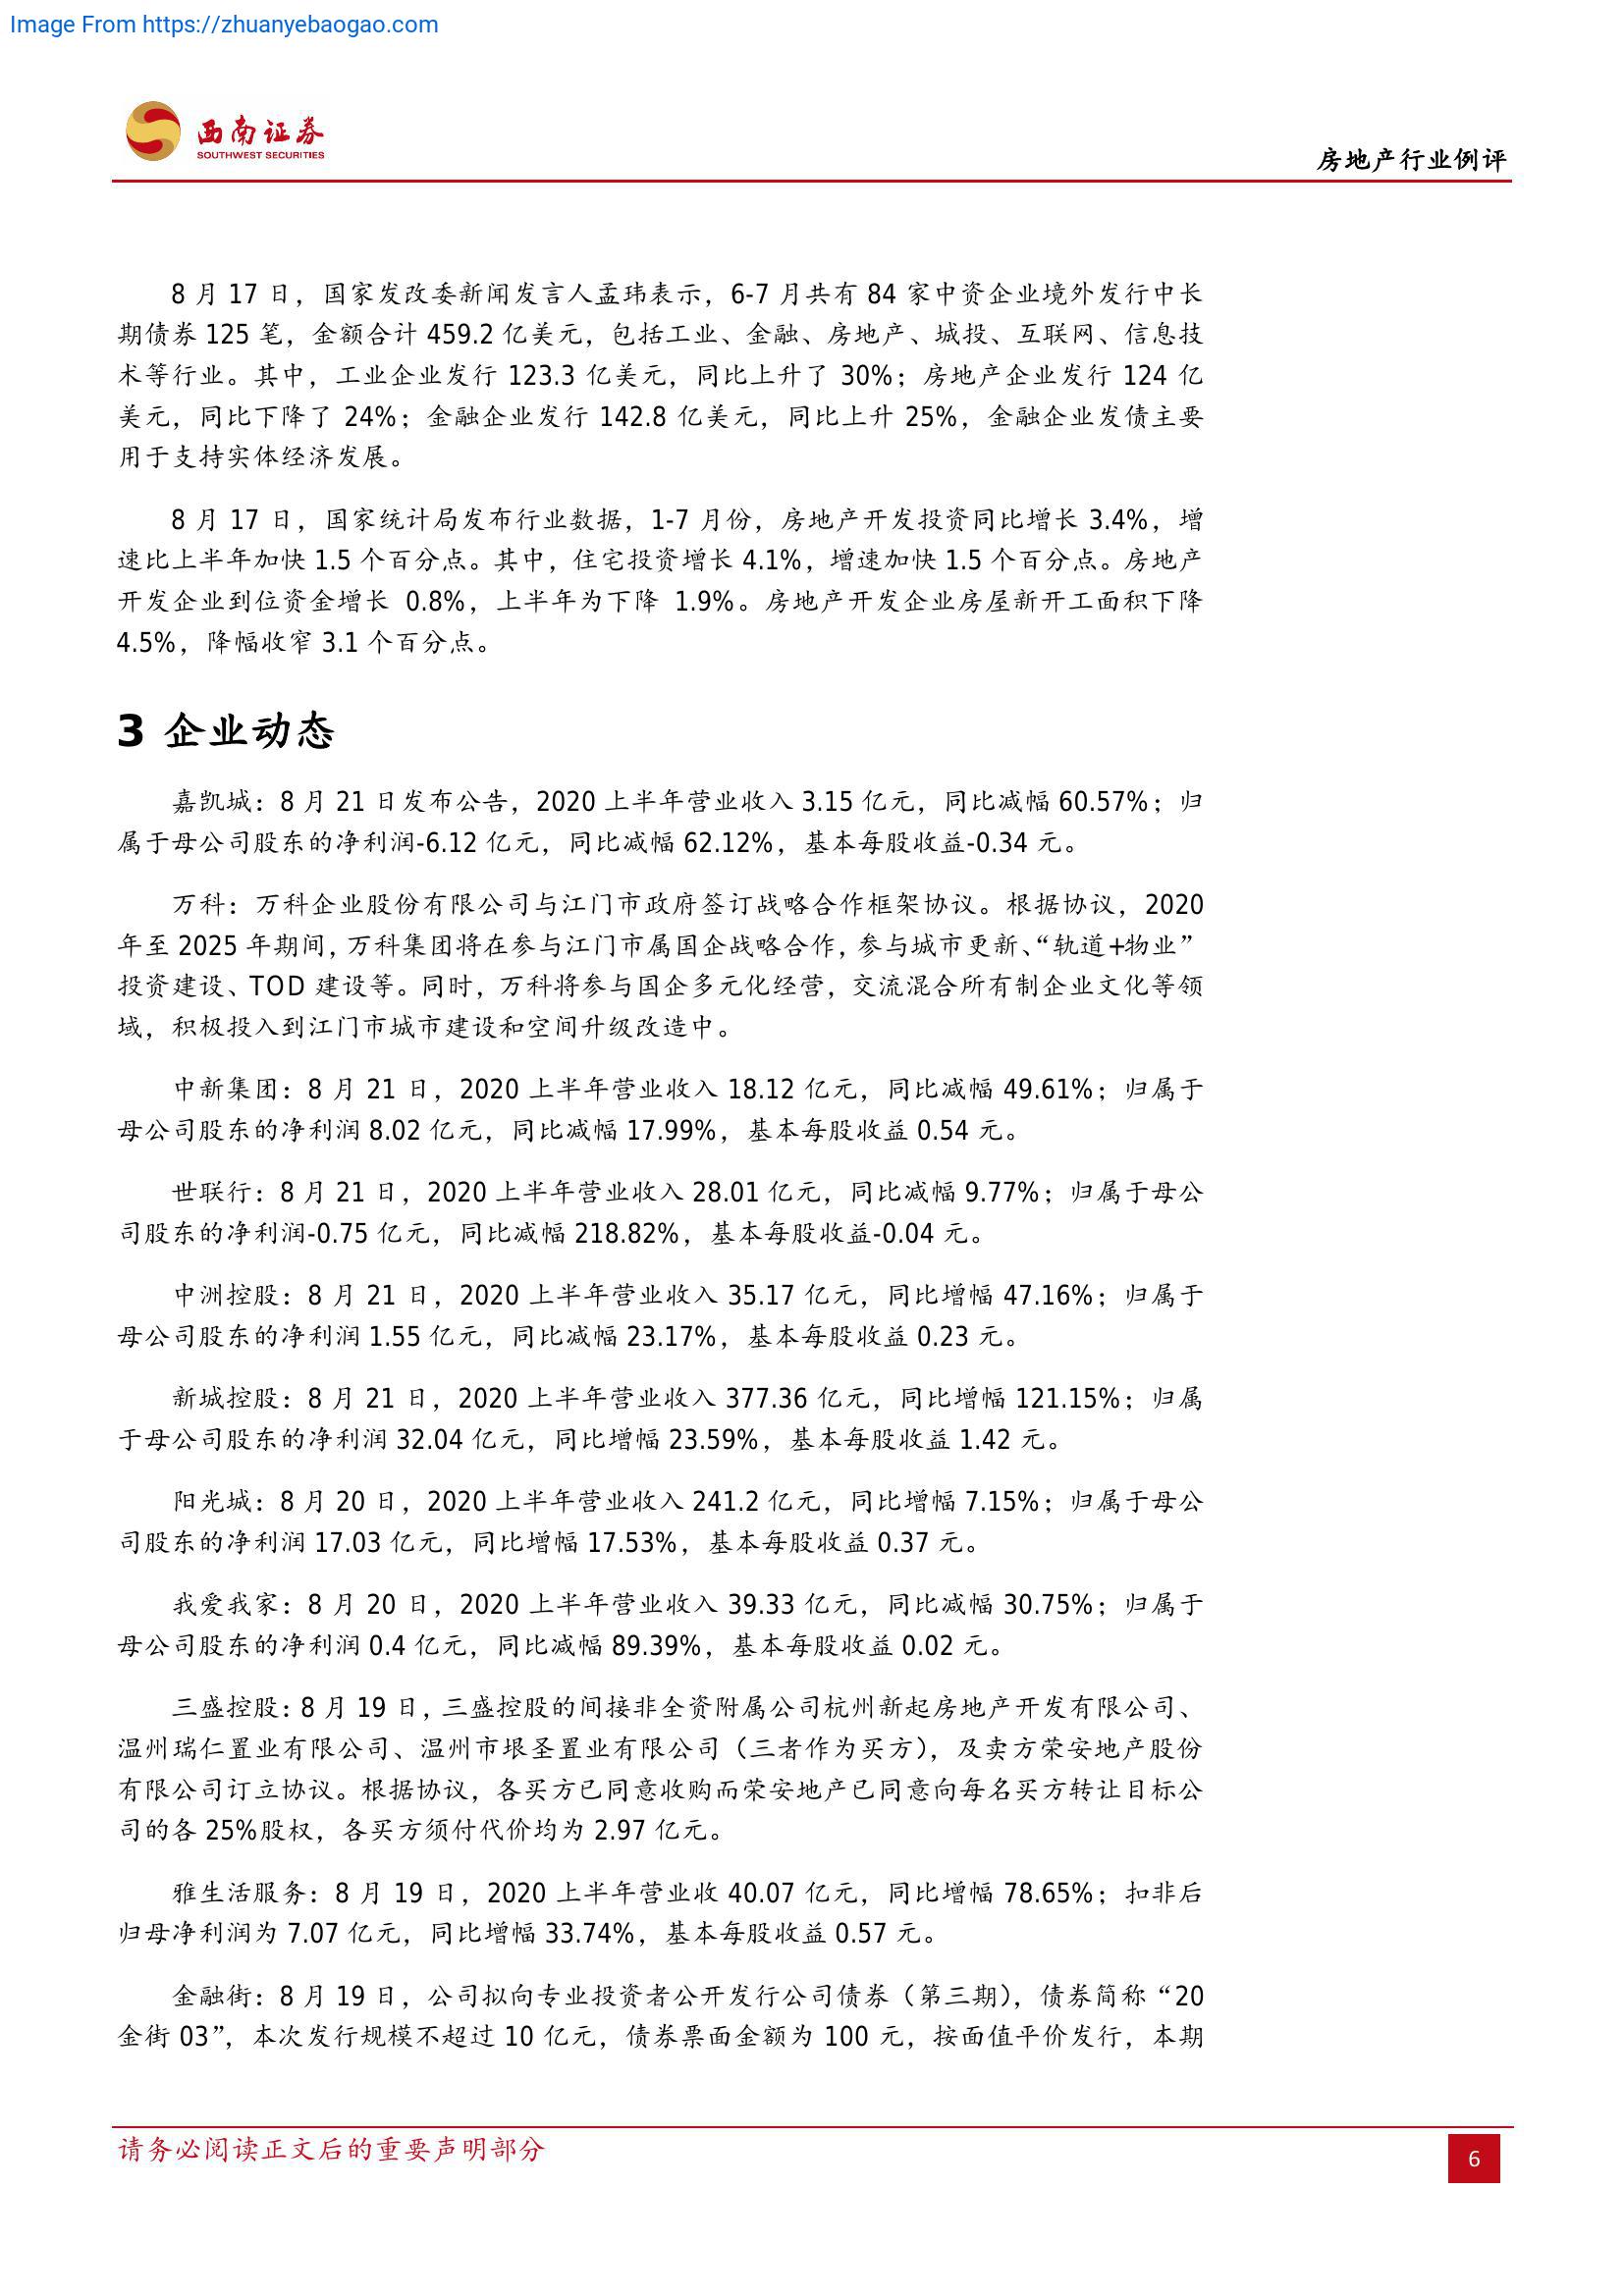 Image From https://zhuanyebaogao.com
西南证券
SOUTHWEST SECURITIES
房地产行业例评
8 月 17 日，国家发改委新闻发言人孟玮表示，6-7 月共有 84 家中资企业境外发行中长
期债券 125 笔，金额合计 459.2 亿美元，包括工业、金融、房地产、城投、互联网、信息技
术等行业。其中，工业企业发行 123.3 亿美元，同比上升了 30%；房地产企业发行 124 亿
美元，同比下降了 24%；金融企业发行 142.8 亿美元，同比上升 25%，金融企业发债主要
用于支持实体经济发展。
8 月 17 日，国家统计局发布行业数据，1-7 月份，房地产开发投资同比增长 3.4%，增
速比上半年加快 1.5 个百分点。其中，住宅投资增长 4.1%，增速加快 1.5 个百分点。房地产
开发企业到位资金增长 0.8%，上半年为下降 1.9%。房地产开发企业房屋新开工面积下降
4.5%，降幅收窄 3.1 个百分点。
3 企业动态
嘉凯城：8 月 21 日发布公告，2020 上半年营业收入 3.15 亿元，同比减幅 60.57%；归
属于母公司股东的净利润-6.12 亿元，同比减幅 62.12%，基本每股收益-0.34 元。
万科：万科企业股份有限公司与江门市政府签订战略合作框架协议。根据协议，2020
年至 2025 年期间，万科集团将在参与江门市属国企战略合作，参与城市更新、“轨道+物业”
投资建设、TOD 建设等。同时，万科将参与国企多元化经营，交流混合所有制企业文化等领
域，积极投入到江门市城市建设和空间升级改造中。
中新集团：8 月 21 日，2020 上半年营业收入 18.12 亿元，同比减幅 49.61%；归属于
母公司股东的净利润 8.02 亿元，同比减幅 17.99%，基本每股收益 0.54 元。
世联行：8 月 21 日，2020 上半年营业收入 28.01 亿元，同比减幅 9.77%；归属于母公
司股东的净利润-0.75 亿元，同比减幅 218.82%，基本每股收益-0.04 元。
中洲控股：8 月 21 日，2020 上半年营业收入 35.17 亿元，同比增幅 47.16%；归属于
母公司股东的净利润 1.55 亿元，同比减幅 23.17%，基本每股收益 0.23 元。
新城控股：8 月 21 日，2020 上半年营业收入 377.36 亿元，同比增幅 121.15%；归属
于母公司股东的净利润 32.04 亿元，同比增幅 23.59%，基本每股收益 1.42 元。
阳光城：8 月 20 日，2020 上半年营业收入 241.2 亿元，同比增幅 7.15%；归属于母公
司股东的净利润 17.03 亿元，同比增幅 17.53%，基本每股收益 0.37 元。
我爱我家：8 月 20 日，2020 上半年营业收入 39.33 亿元，同比减幅 30.75%；归属于
母公司股东的净利润 0.4 亿元，同比减幅 89.39%，基本每股收益 0.02 元。
三盛控股：8 月 19 日，三盛控股的间接非全资附属公司杭州新起房地产开发有限公司、
温州瑞仁置业有限公司、温州市垠圣置业有限公司（三者作为买方），及卖方荣安地产股份
有限公司订立协议。根据协议，各买方已同意收购而荣安地产已同意向每名买方转让目标公
司的各 25%股权，各买方须付代价均为 2.97 亿元。
雅生活服务：8 月 19 日，2020 上半年营业收 40.07 亿元，同比增幅 78.65%；扣非后
归母净利润为 7.07 亿元，同比增幅 33.74%，基本每股收益 0.57 元。
金融街：8 月 19 日，公司拟向专业投资者公开发行公司债券（第三期），债券简称“20
金街 03”，本次发行规模不超过 10 亿元，债券票面金额为 100 元，按面值平价发行，本期
请务必阅读正文后的重要声明部分
6